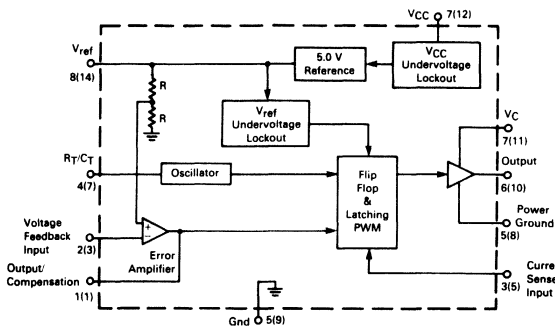 VCC 7(12)
Vref
8(14)
5.0 V
Reference
VCC
Undervoltage
Lockout
R
R
Vref
Undervoltage
Lockout
VC
7(11)
RT/CT
4(7)
Oscillator
Flip
Flop
&
Latching
PWM
Output
6(10)
Voltage
Feedback
Input
2(3)
+
−
Error
Amplifier
Power
Ground
5(8)
Output/
Compensation
1(1)
Curre
Sense
Input
3(5)
Gnd 5(9)